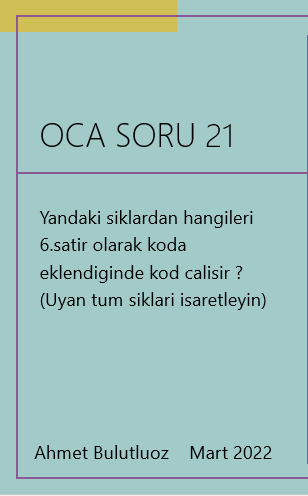 OCA SORU 21
Yandaki siklardan hangileri
6.satir olarak koda
eklendiginde kod calisir ?
(Uyan tum siklari isaretleyin)
Ahmet Bulutluoz Mart 2022